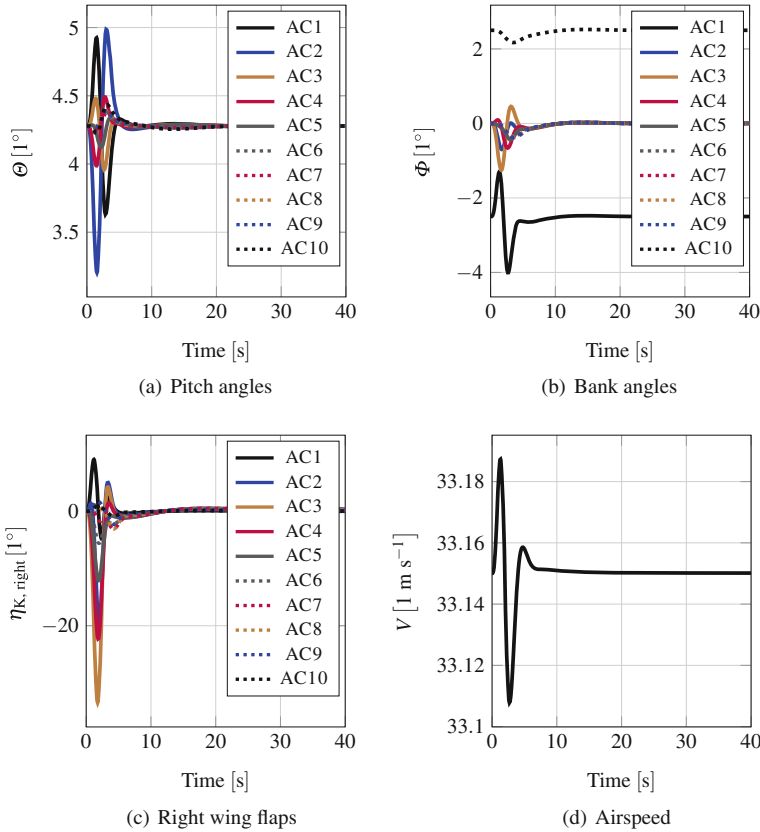 5
4.5
4
3.5
Θ [1°]
0
10
20
30
40
Time [s]
AC1
AC2
AC3
AC4
AC5
AC6
AC7
AC8
AC9
AC10
(a) Pitch angles
2
0
−2
−4
Φ [1°]
0
10
20
30
40
Time [s]
AC1
AC2
AC3
AC4
AC5
AC6
AC7
AC8
AC9
AC10
(b) Bank angles
0
−20
ηK, right [1°]
0
10
20
30
40
Time [s]
AC1
AC2
AC3
AC4
AC5
AC6
AC7
AC8
AC9
AC10
(c) Right wing flaps
33.18
33.16
33.14
33.12
33.1
V [1 m s⁻¹]
0
10
20
30
40
Time [s]
(d) Airspeed